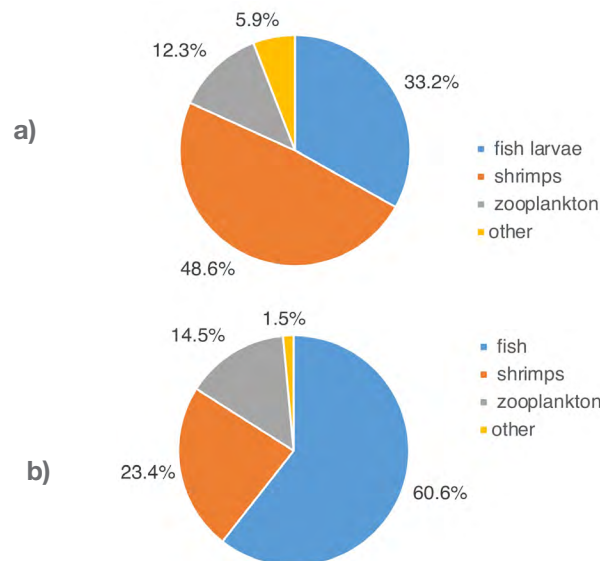 5.9%
12.3%
33.2%
a)
fish larvae
shrimps
zooplankton
other
48.6%
1.5%
14.5%
fish
shrimps
zooplankton
other
23.4%
b)
60.6%